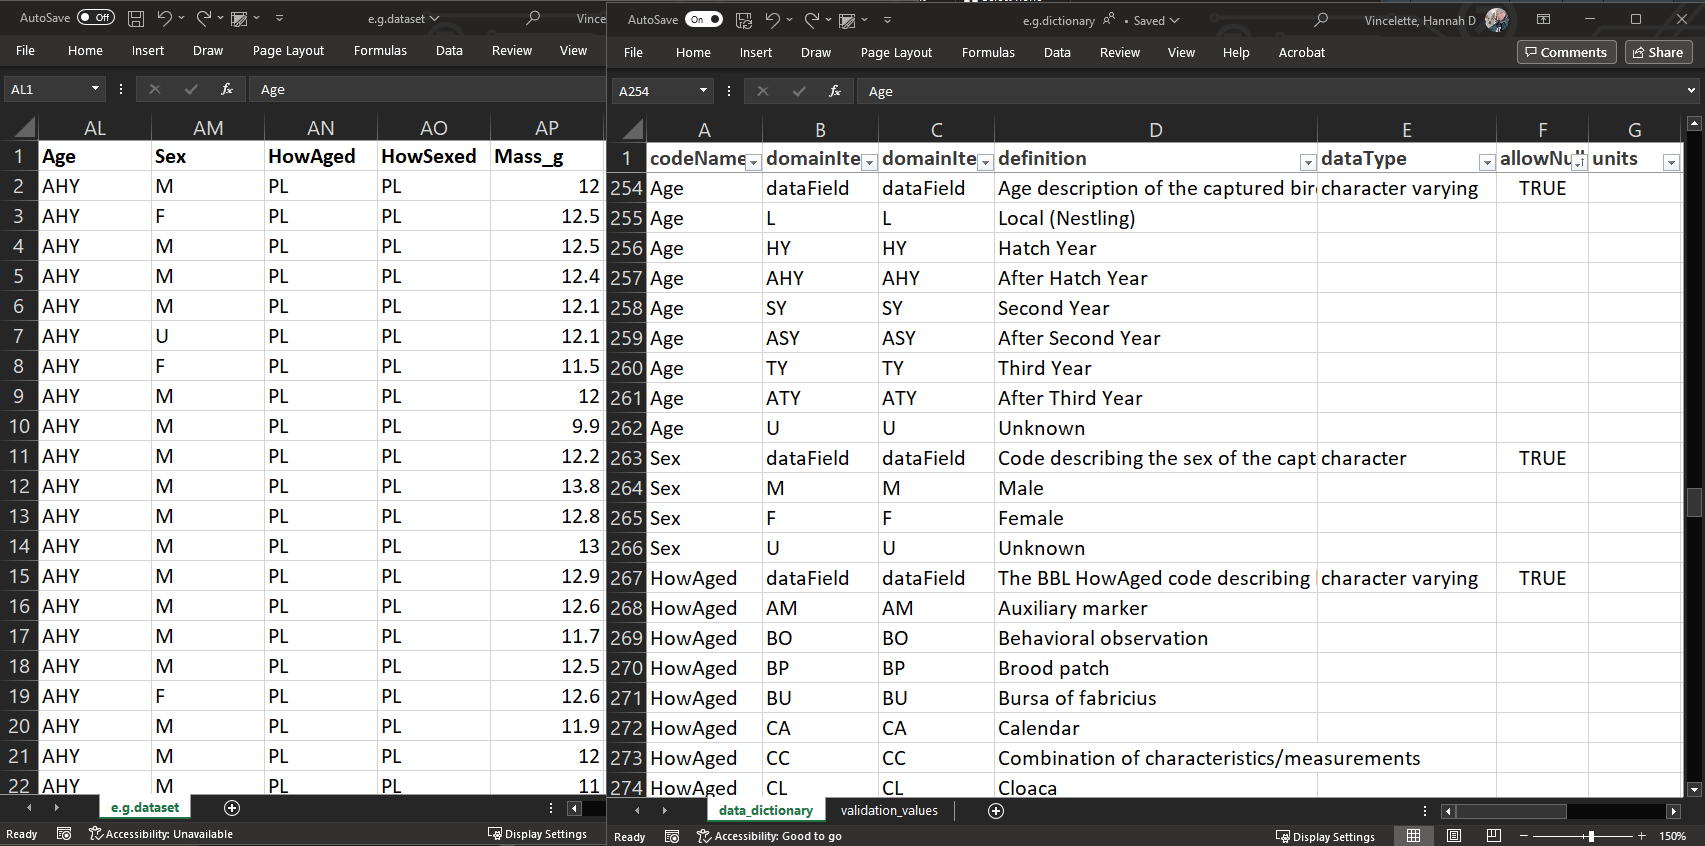 AutoSave Off e.g.dataset Vince
File Home Insert Draw Page Layout Formulas Data Review View
AL1 fx Age
AL AM AN AO AP
1 Age Sex HowAged HowSexed Mass_g
2 AHY M PL PL 12
3 AHY F PL PL 12.5
4 AHY M PL PL 12.5
5 AHY M PL PL 12.4
6 AHY M PL PL 12.1
7 AHY U PL PL 12.1
8 AHY F PL PL 11.5
9 AHY M PL PL 12
10 AHY M PL PL 9.9
11 AHY M PL PL 12.2
12 AHY M PL PL 13.8
13 AHY M PL PL 12.8
14 AHY M PL PL 13
15 AHY M PL PL 12.9
16 AHY M PL PL 12.6
17 AHY M PL PL 11.7
18 AHY M PL PL 12.5
19 AHY F PL PL 12.6
20 AHY M PL PL 11.9
21 AHY M PL PL 12
22 AHY M PL PL 11
e.g.dataset
Ready Accessibility: Unavailable Display Settings
AutoSave On e.g.dictionary • Saved Vincelette, Hannah D
File Home Insert Draw Page Layout Formulas Data Review View Help Acrobat Comments Share
A254 fx Age
A B C D E F G
1 codeName domainIte domainIte definition dataType allowNull units
254 Age dataField dataField Age description of the captured bir character varying TRUE
255 Age L L Local (Nestling)
256 Age HY HY Hatch Year
257 Age AHY AHY After Hatch Year
258 Age SY SY Second Year
259 Age ASY ASY After Second Year
260 Age TY TY Third Year
261 Age ATY ATY After Third Year
262 Age U U Unknown
263 Sex dataField dataField Code describing the sex of the capt character TRUE
264 Sex M M Male
265 Sex F F Female
266 Sex U U Unknown
267 HowAged dataField dataField The BBL HowAged code describing character varying TRUE
268 HowAged AM AM Auxiliary marker
269 HowAged BO BO Behavioral observation
270 HowAged BP BP Brood patch
271 HowAged BU BU Bursa of fabricius
272 HowAged CA CA Calendar
273 HowAged CC CC Combination of characteristics/measurements
274 HowAged CL CL Cloaca
data_dictionary validation_values
Ready Accessibility: Good to go Display Settings 150%